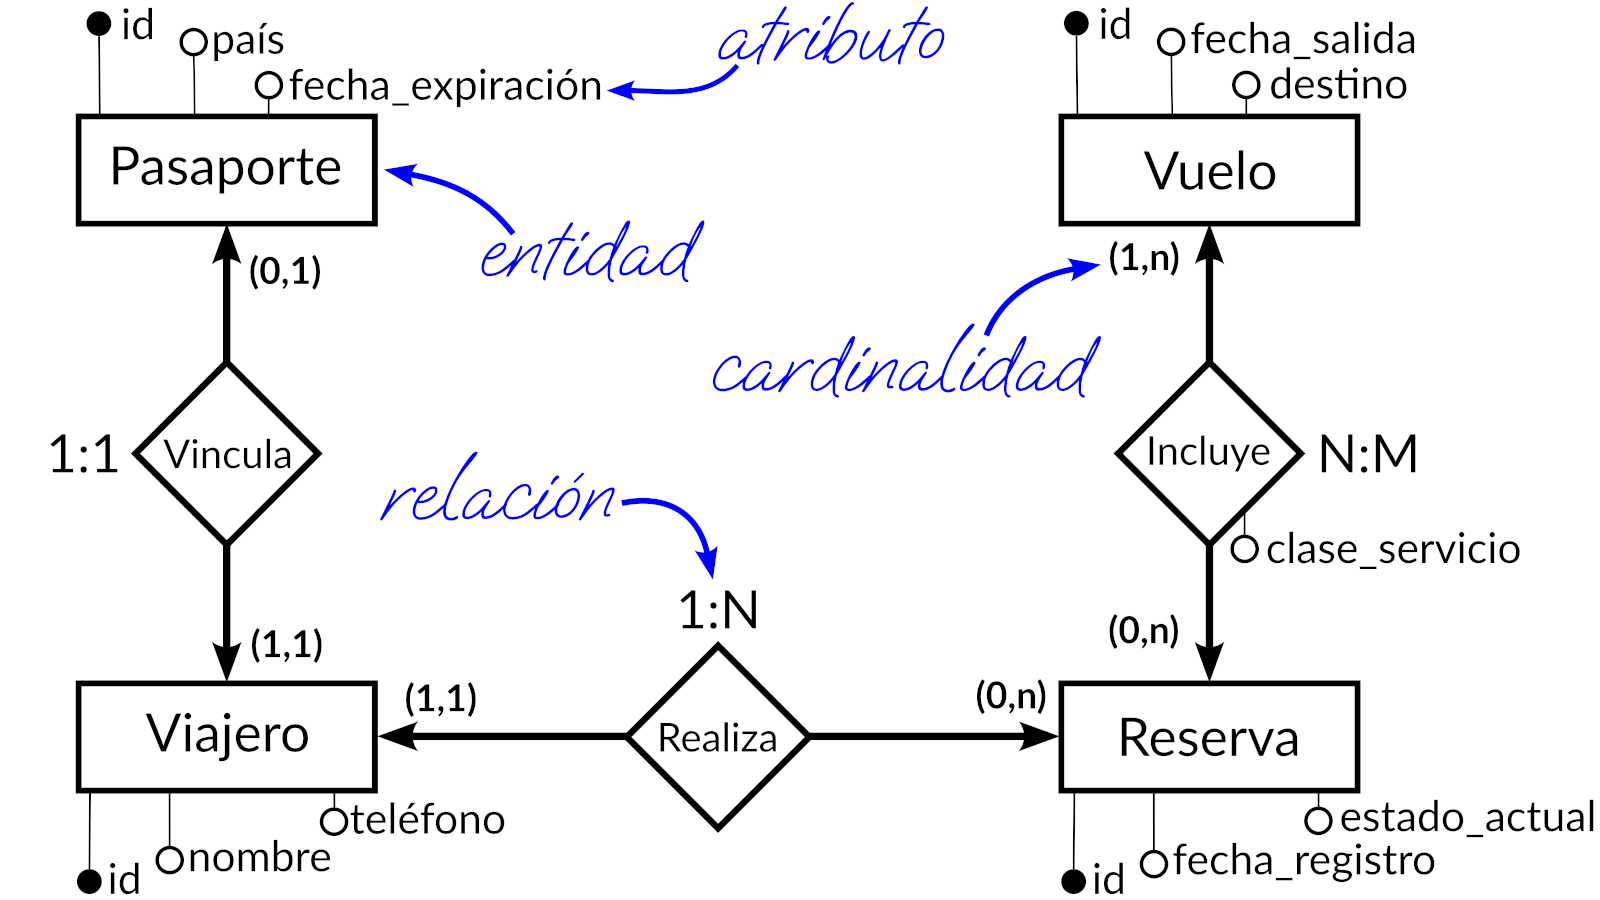 id
país
fecha_expiración
Pasaporte
atributo
entidad
id
fecha_salida
destino
Vuelo
(0,1)
(1,n)
cardinalidad
1:1
Vincula
Incluye
N:M
clase_servicio
relación
1:N
(1,1)
(0,n)
Viajero
(1,1)
Realiza
(0,n)
Reserva
teléfono
nombre
id
estado_actual
fecha_registro
id